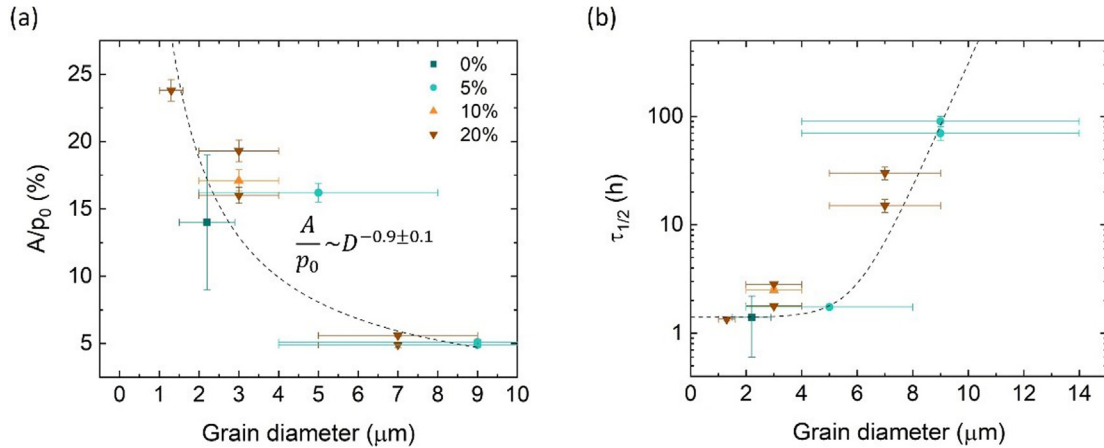 (a)
(b)
25
20
15
10
5
A/p₀ (%)
0%
5%
10%
20%
A/p₀ ~D⁻⁰·⁹±⁰·¹
0 1 2 3 4 5 6 7 8 9 10
Grain diameter (μm)
100
10
1
τ₁/₂ (h)
0 2 4 6 8 10 12 14
Grain diameter (μm)